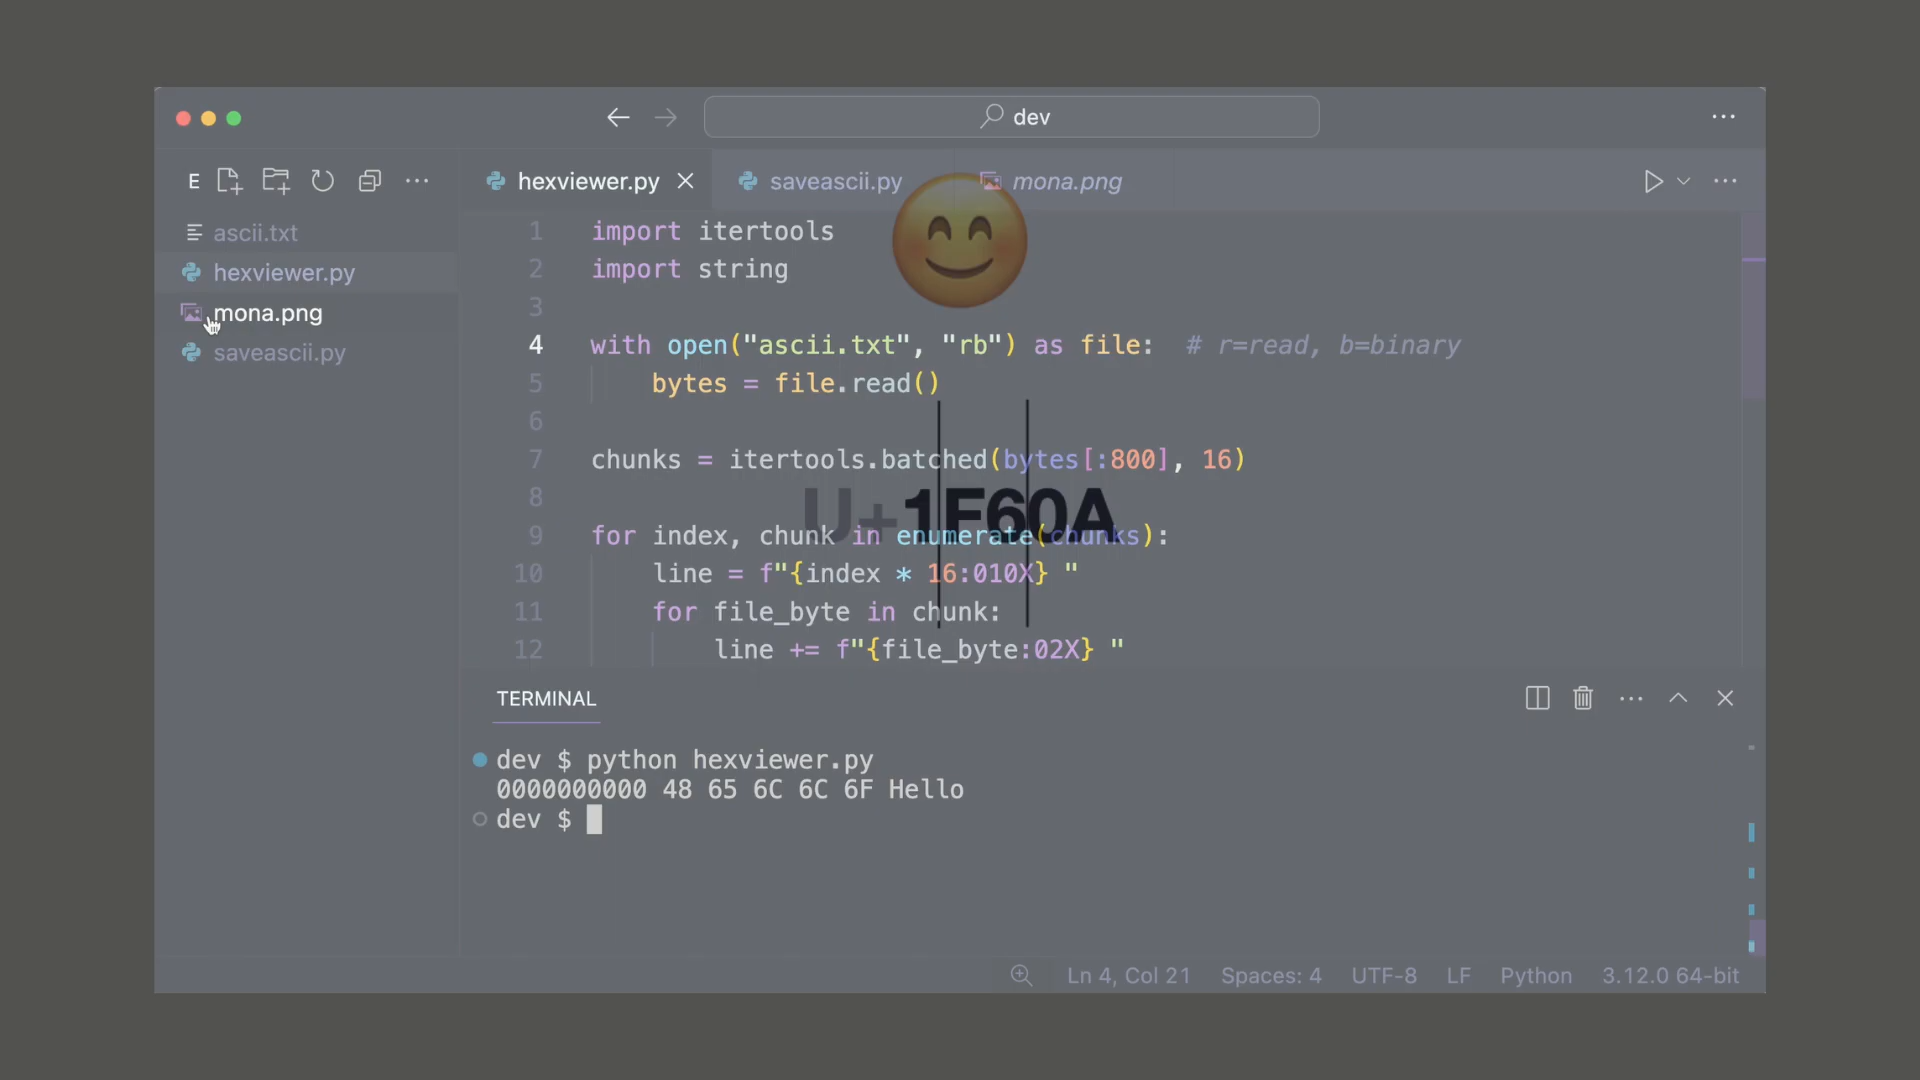 dev
E
hexviewer.py
saveascii.py
mona.png
ascii.txt
hexviewer.py
mona.png
saveascii.py
1 import itertools
2 import string
3
4 with open("ascii.txt", "rb") as file: # r=read, b=binary
5 bytes = file.read()
6
7 chunks = itertools.batched(bytes[:800], 16)
8
9 for index, chunk in enumerate(chunks):
10 line = f"{index * 16:010X} "
11 for file_byte in chunk:
12 line += f"{file_byte:02X} "
U+1F60A
TERMINAL
dev $ python hexviewer.py
0000000000 48 65 6C 6C 6F Hello
dev $
Ln 4, Col 21 Spaces: 4 UTF-8 LF Python 3.12.0 64-bit